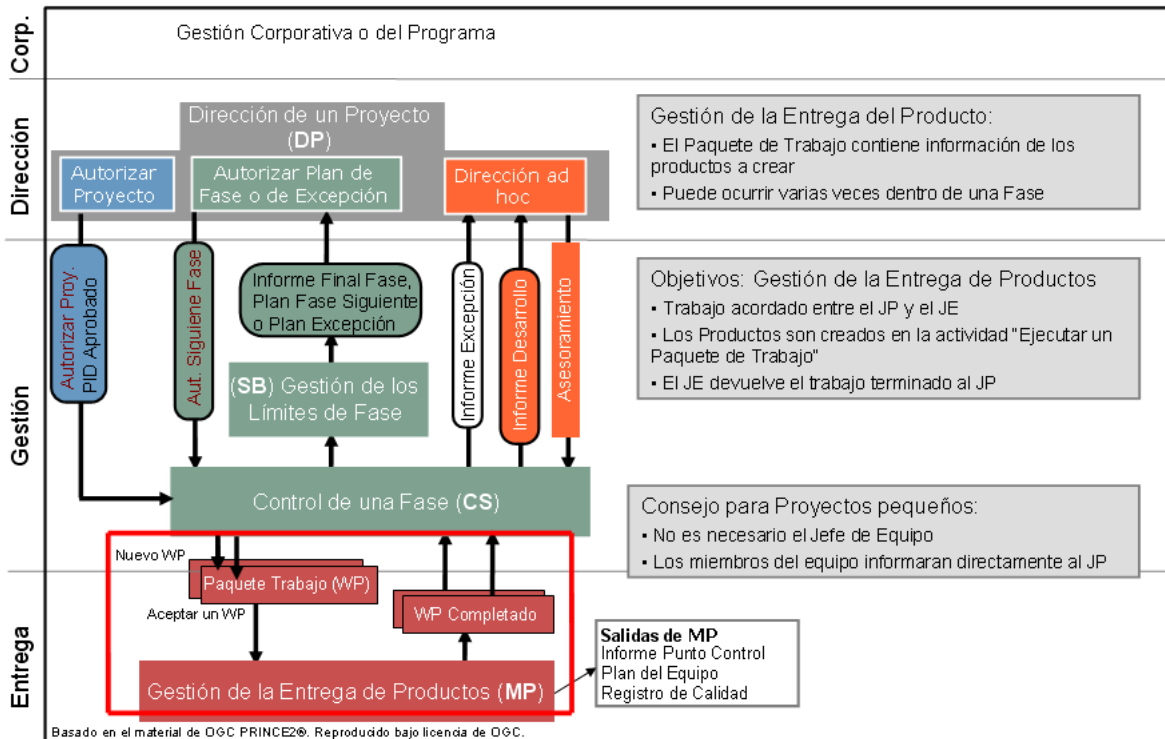 Corp.
Gestión Corporativa o del Programa
Dirección
Dirección de un Proyecto
(DP)
Autorizar
Proyecto
Autorizar Plan de
Fase o de Excepción
Dirección ad
hoc
Gestión de la Entrega del Producto:
▪ El Paquete de Trabajo contiene información de los
productos a crear
▪ Puede ocurrir varias veces dentro de una Fase
Gestión
Autorizar Proy.
PID Aprobado
Aut. Siguiene Fase
Informe Final Fase,
Plan Fase Siguiente
o Plan Excepción
Informe Excepción
Informe Desarrollo
Asesoramiento
(SB) Gestión de los
Límites de Fase
Objetivos: Gestión de la Entrega de Productos
▪ Trabajo acordado entre el JP y el JE
▪ Los Productos son creados en la actividad "Ejecutar un
Paquete de Trabajo"
▪ El JE devuelve el trabajo terminado al JP
Control de una Fase (CS)
Consejo para Proyectos pequeños:
▪ No es necesario el Jefe de Equipo
▪ Los miembros del equipo informaran directamente al JP
Entrega
Nuevo WP
Paquete Trabajo (WP)
Aceptar un WP
WP Completado
Gestión de la Entrega de Productos (MP)
Salidas de MP
Informe Punto Control
Plan del Equipo
Registro de Calidad
Basado en el material de OGC PRINCE2®. Reproducido bajo licencia de OGC.